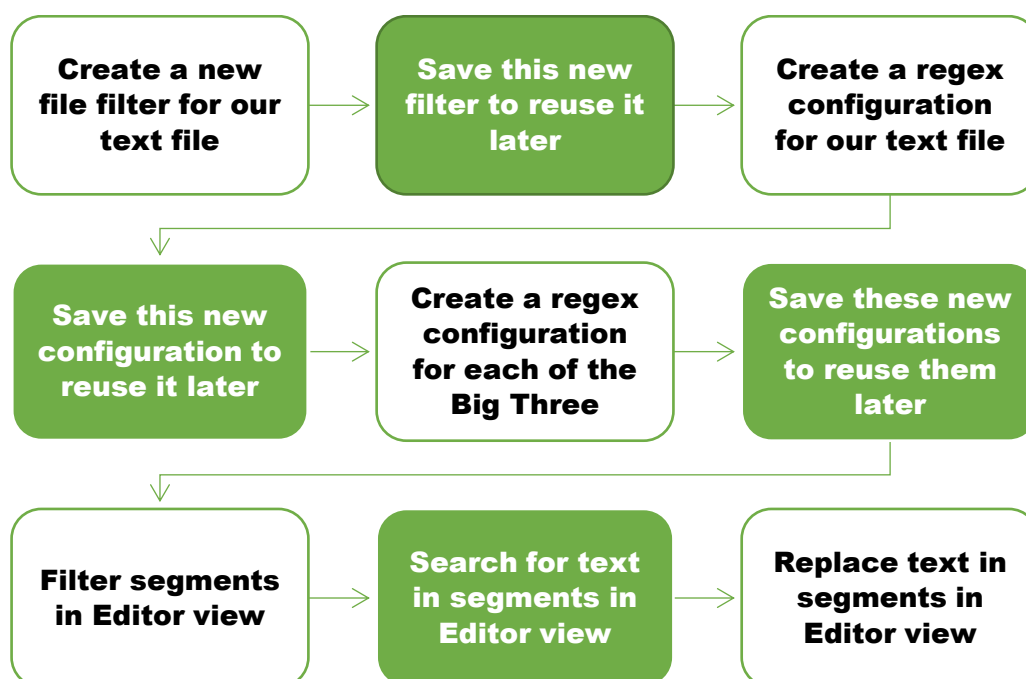 Create a new
file filter for our
text file
Save this new
filter to reuse it
later
Create a regex
configuration
for our text file
Save this new
configuration to
reuse it later
Create a regex
configuration
for each of the
Big Three
Save these new
configurations
to reuse them
later
Filter segments
in Editor view
Search for text
in segments in
Editor view
Replace text in
segments in
Editor view